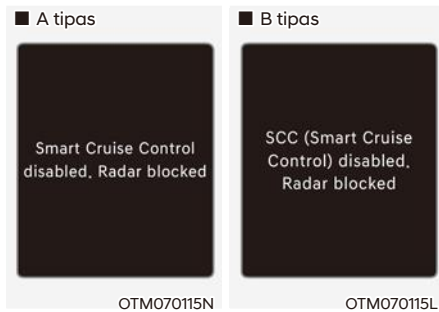 A tipas
Smart Cruise Control
disabled. Radar blocked
OTM070115N
B tipas
SCC (Smart Cruise
Control) disabled.
Radar blocked
OTM070115L